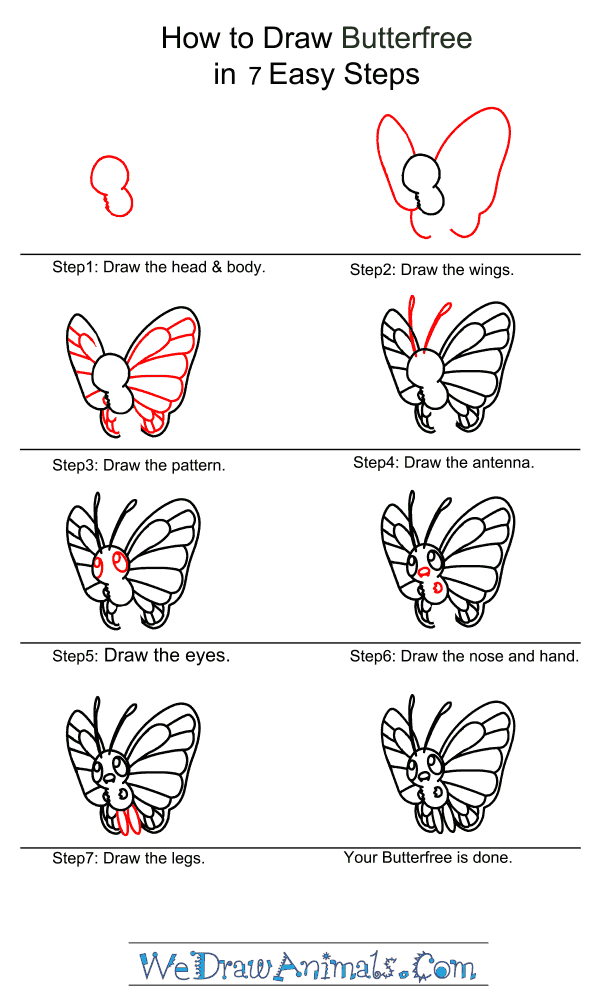 How to Draw Butterfree
in 7 Easy Steps
Step1: Draw the head & body.
Step2: Draw the wings.
Step3: Draw the pattern.
Step4: Draw the antenna.
Step5: Draw the eyes.
Step6: Draw the nose and hand.
Step7: Draw the legs.
Your Butterfree is done.
WeDrawAnimals.Com